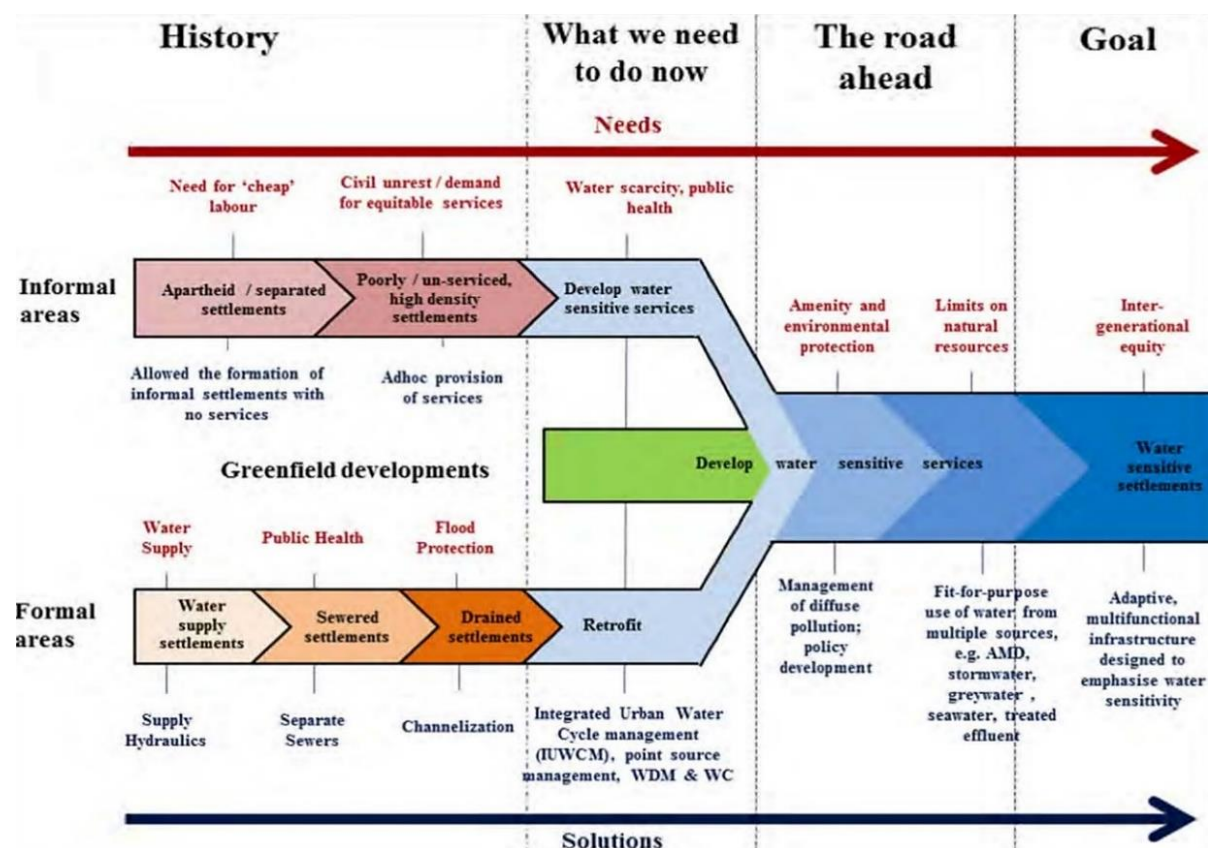 History
What we need
to do now
The road
ahead
Goal
Needs
Need for ‘cheap’
labour
Civil unrest / demand
for equitable services
Water scarcity, public
health
Informal
areas
Apartheid / separated
settlements
Poorly / un-serviced,
high density
settlements
Develop water
sensitive services
Amenity and
environmental
protection
Limits on
natural
resources
Inter-
generational
equity
Allowed the formation of
informal settlements with
no services
Adhoc provision
of services
Greenfield developments
Develop water sensitive services
Water
sensitive
settlements
Water
Supply
Public Health
Flood
Protection
Formal
areas
Water
supply
settlements
Sewered
settlements
Drained
settlements
Retrofit
Management
of diffuse
pollution;
policy
development
Fit-for-purpose
use of water from
multiple sources,
e.g. AMD,
stormwater,
greywater ,
seawater, treated
effluent
Adaptive,
multifunctional
infrastructure
designed to
emphasise water
sensitivity
Supply
Hydraulics
Separate
Sewers
Channelization
Integrated Urban Water
Cycle management
(IUWCM), point source
management, WDM & WC
Solutions